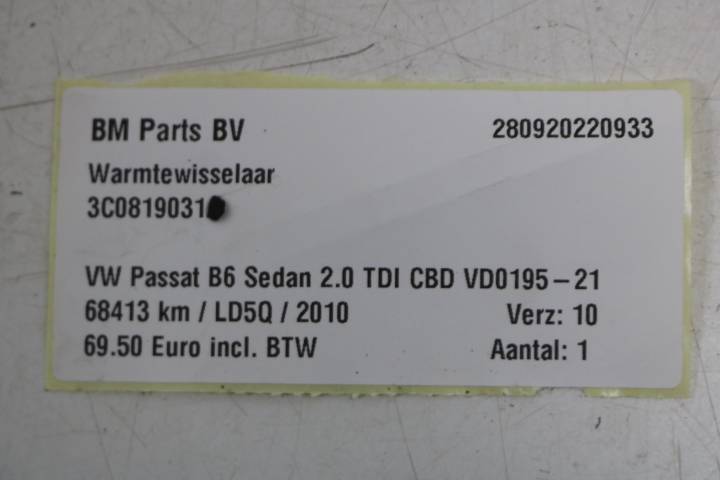 BM Parts BV 280920220933
Warmtewisselaar
3C0819031
VW Passat B6 Sedan 2.0 TDI CBD VD0195-21
68413 km / LD5Q / 2010 Verz: 10
69.50 Euro incl. BTW Aantal: 1